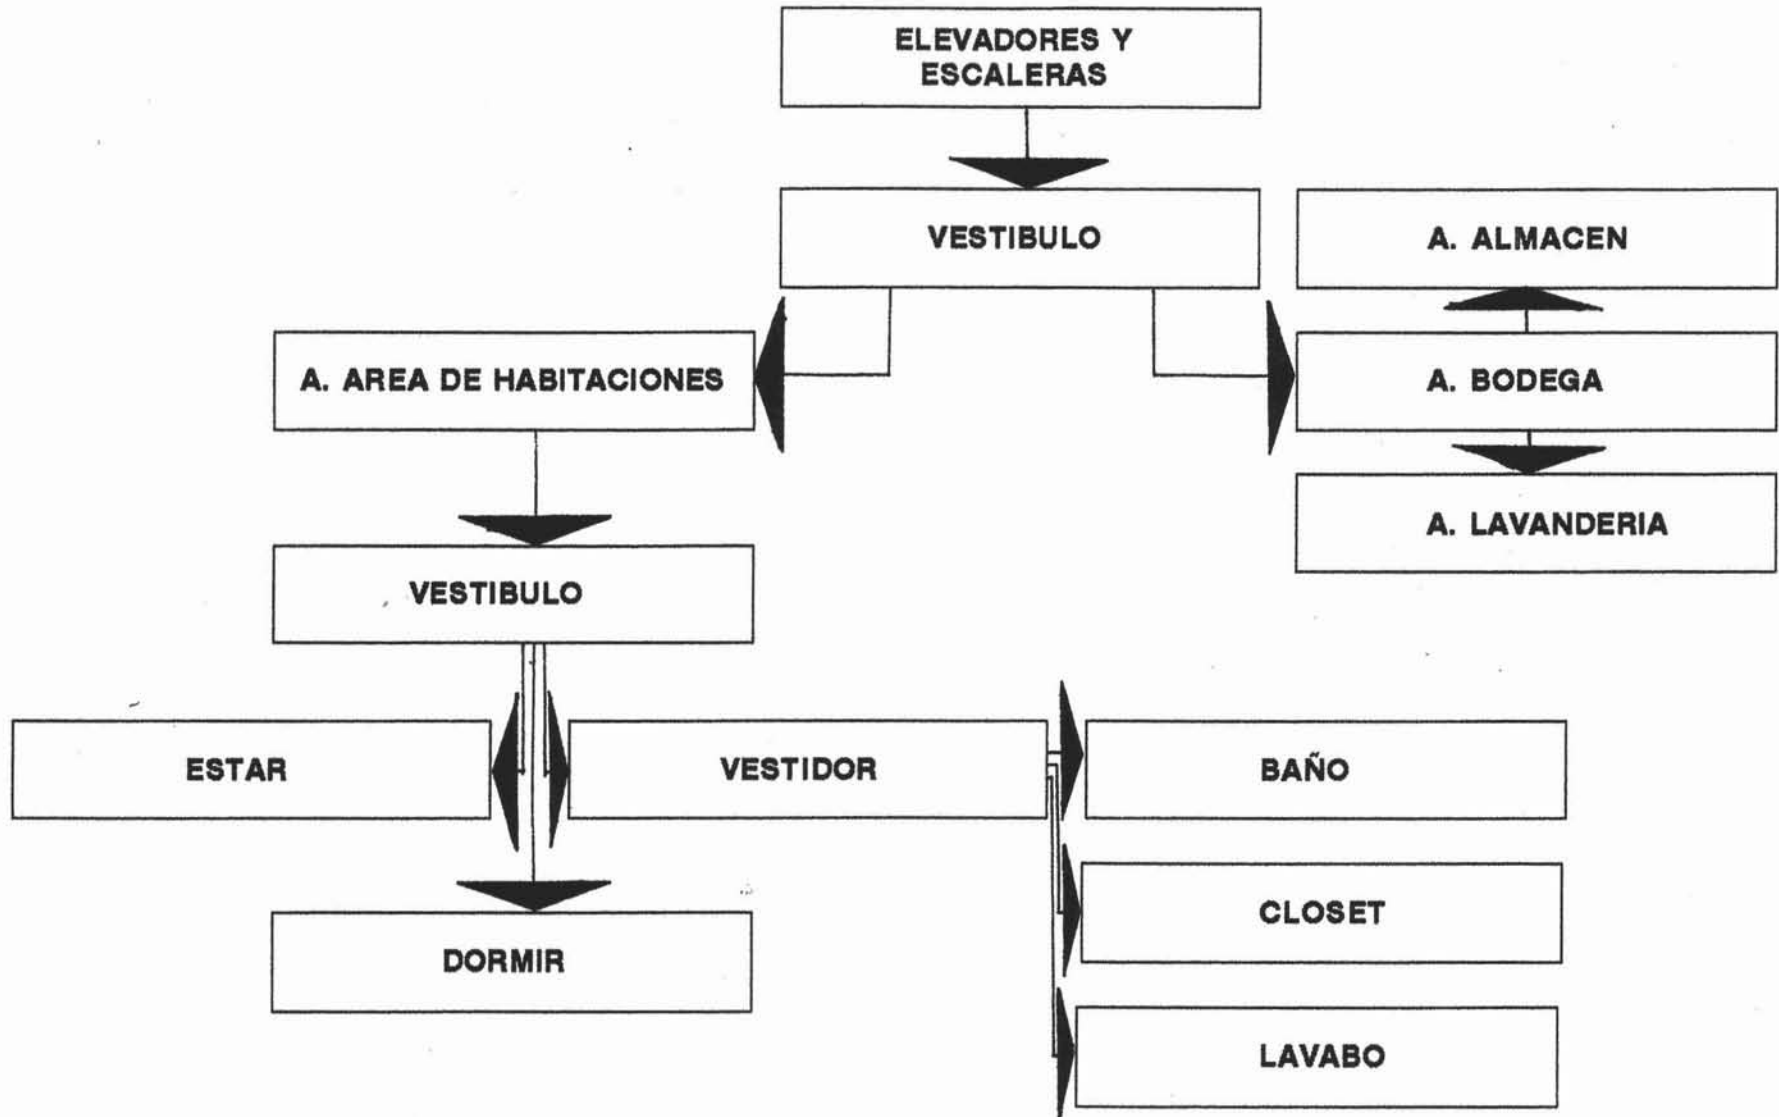 ELEVADORES Y
ESCALERAS
VESTIBULO
A. ALMACEN
A. AREA DE HABITACIONES
A. BODEGA
A. LAVANDERIA
VESTIBULO
ESTAR
VESTIDOR
BAÑO
CLOSET
DORMIR
LAVABO